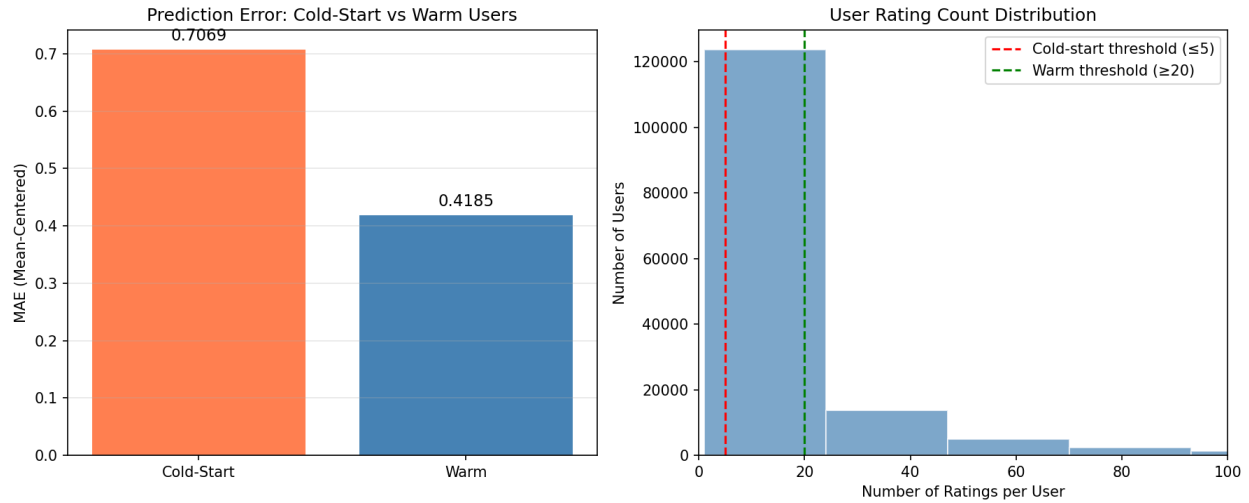 Prediction Error: Cold-Start vs Warm Users
0.7069
0.4185
0.7
0.6
0.5
0.4
0.3
0.2
0.1
0.0
MAE (Mean-Centered)
Cold-Start
Warm
User Rating Count Distribution
Cold-start threshold (≤5)
Warm threshold (≥20)
120000
100000
80000
60000
40000
20000
0
Number of Users
0
20
40
60
80
100
Number of Ratings per User